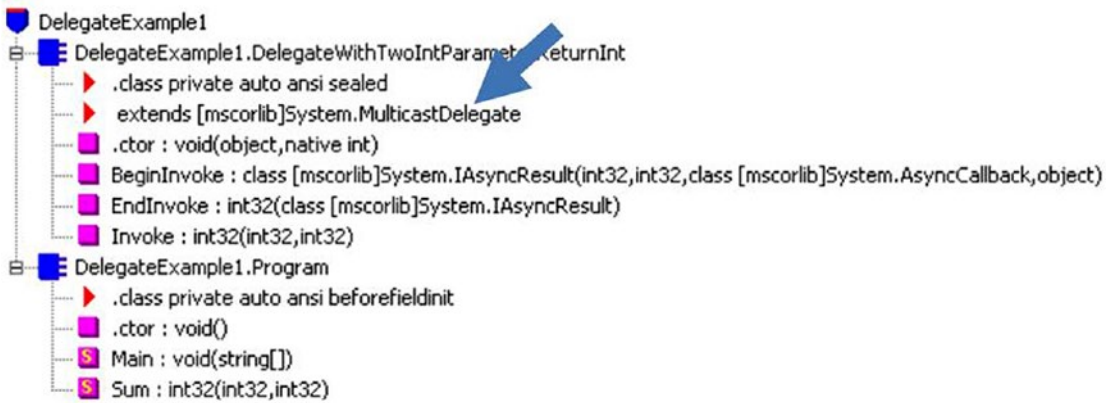 DelegateExample1
DelegateExample1.DelegateWithTwoIntParameterReturnInt
.class private auto ansi sealed
extends [mscorlib]System.MulticastDelegate
.ctor : void(object,native int)
BeginInvoke : class [mscorlib]System.IAsyncResult(int32,int32,class [mscorlib]System.AsyncCallback,object)
EndInvoke : int32(class [mscorlib]System.IAsyncResult)
Invoke : int32(int32,int32)
DelegateExample1.Program
.class private auto ansi beforefieldinit
.ctor : void()
S Main : void(string[])
S Sum : int32(int32,int32)